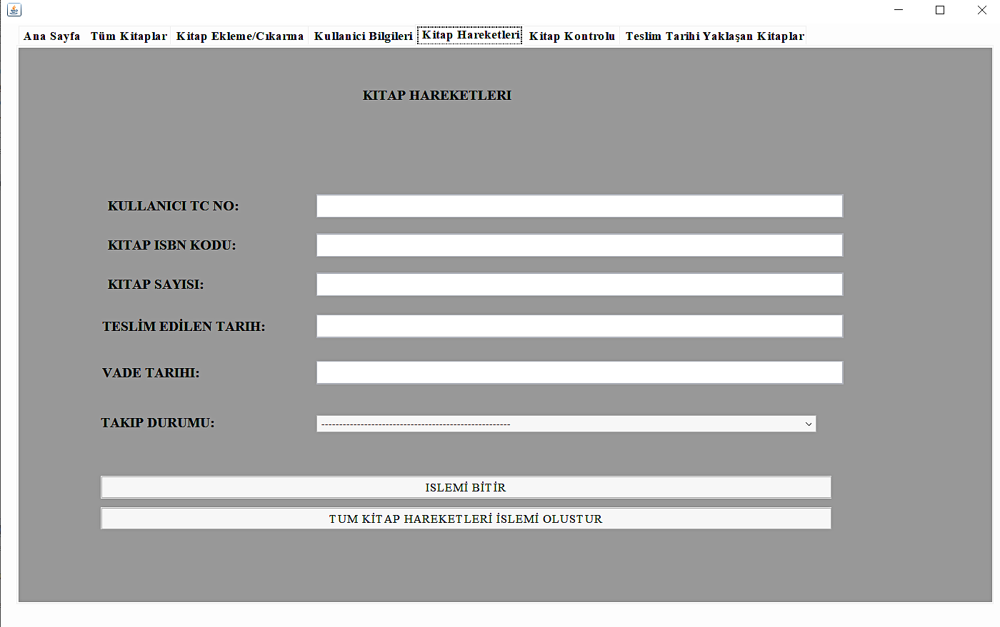 Ana Sayfa Tüm Kitaplar Kitap Ekleme/Cıkarma Kullanici Bilgileri Kitap Hareketleri Kitap Kontrolu Teslim Tarihi Yaklaşan Kitaplar
KITAP HAREKETLERI
KULLANICI TC NO:
KITAP ISBN KODU:
KITAP SAYISI:
TESLİM EDİLEN TARIH:
VADE TARIHI:
TAKIP DURUMU: -----------------------------------------------------
ISLEMİ BİTİR
TUM KİTAP HAREKETLERİ İSLEMİ OLUSTUR